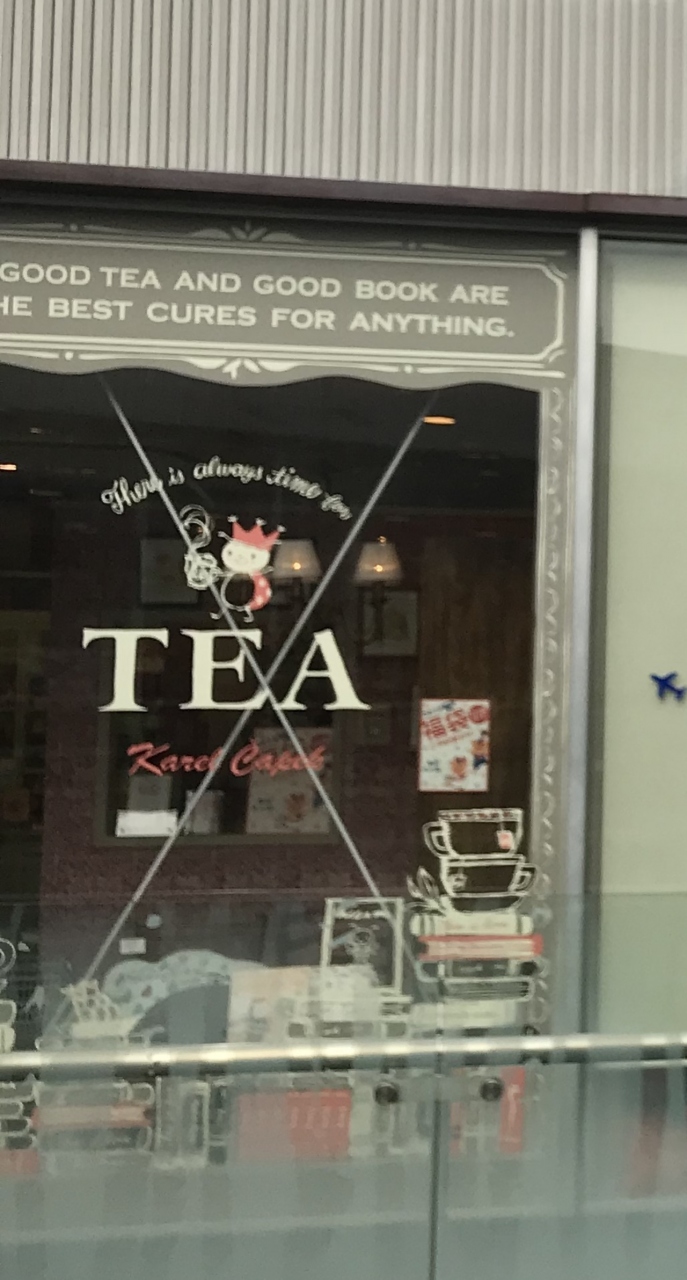 GOOD TEA AND GOOD BOOK ARE
HE BEST CURES FOR ANYTHING.
There is always time for
TEA
Karel Capek
福袋